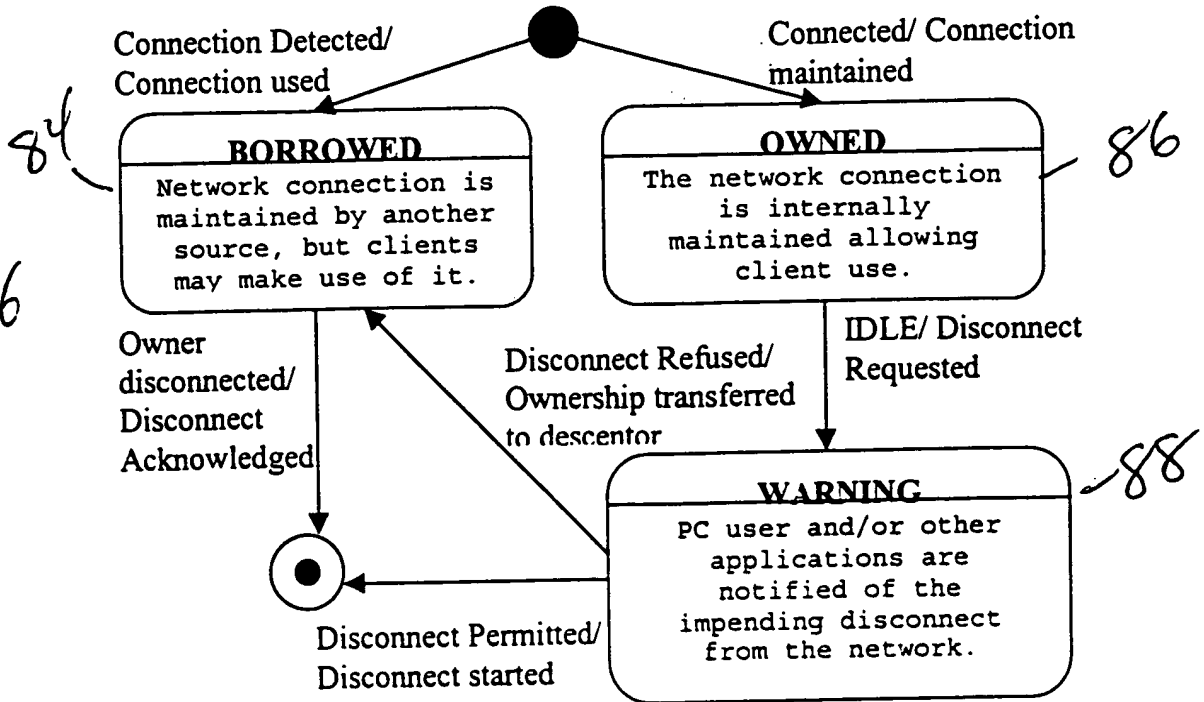 Connection Detected/
Connection used
Connected/ Connection
maintained
84
BORROWED
Network connection is
maintained by another
source, but clients
may make use of it.
OWNED
The network connection
is internally
maintained allowing
client use.
86
6
Owner
disconnected/
Disconnect
Acknowledged
Disconnect Refused/
Ownership transferred
to descentor
IDLE/ Disconnect
Requested
WARNING
PC user and/or other
applications are
notified of the
impending disconnect
from the network.
88
Disconnect Permitted/
Disconnect started